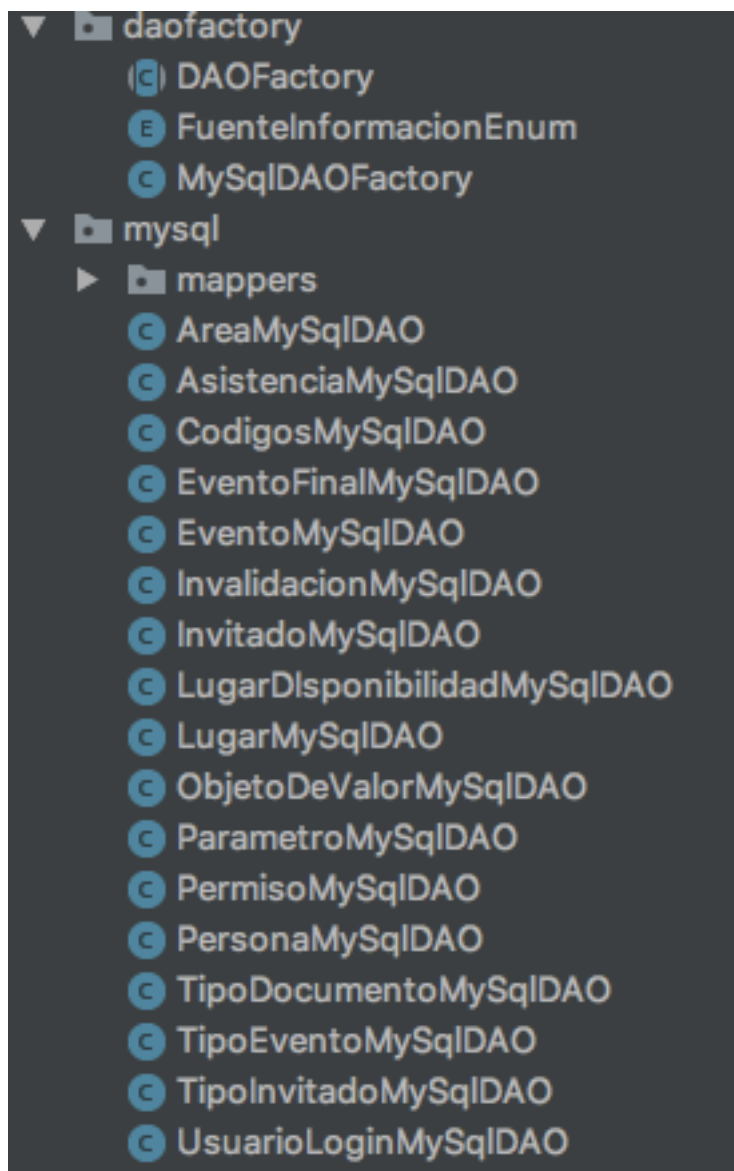 daofactory
DAOFactory
FuenteInformacionEnum
MySqlDAOFactory
mysql
mappers
AreaMySqlDAO
AsistenciaMySqlDAO
CodigosMySqlDAO
EventoFinalMySqlDAO
EventoMySqlDAO
InvalidacionMySqlDAO
InvitadoMySqlDAO
LugarDIsponibilidadMySqlDAO
LugarMySqlDAO
ObjetoDeValorMySqlDAO
ParametroMySqlDAO
PermisoMySqlDAO
PersonaMySqlDAO
TipoDocumentoMySqlDAO
TipoEventoMySqlDAO
TipoInvitadoMySqlDAO
UsuarioLoginMySqlDAO